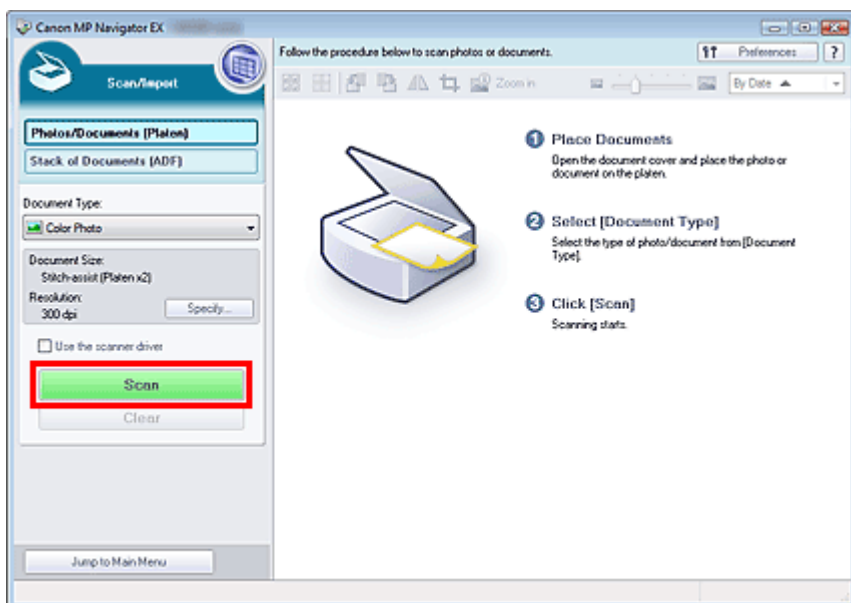 Canon MP Navigator EX
Scan/Import
Photos/Documents (Platen)
Stack of Documents (ADF)
Document Type:
Color Photo
Document Size:
Stitch-assist (Platen x2)
Resolution:
300 dpi
Specify...
Use the scanner driver
Scan
Clear
Jump to Main Menu
Follow the procedure below to scan photos or documents.
Preferences
?
Zoom in
By Date
1 Place Documents
Open the document cover and place the photo or
document on the platen.
2 Select [Document Type]
Select the type of photo/document from [Document
Type].
3 Click [Scan]
Scanning starts.